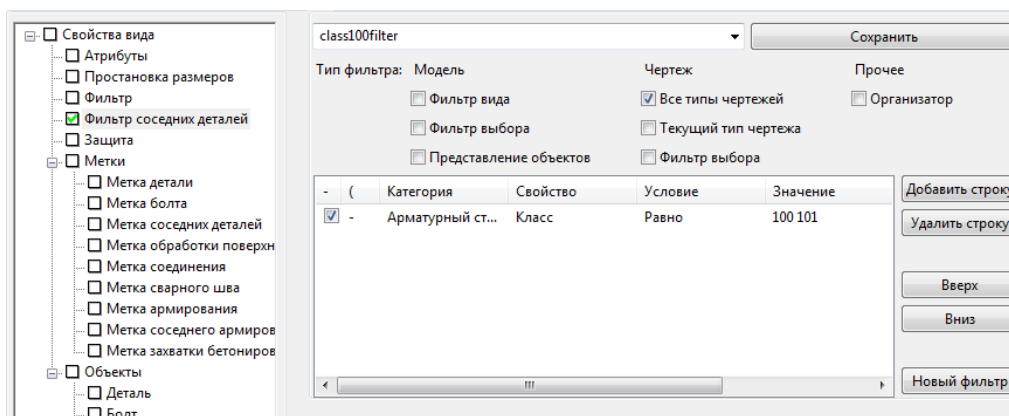 Свойства вида
Атрибуты
Простановка размеров
Фильтр
Фильтр соседних деталей
Защита
Метки
Метка детали
Метка болта
Метка соседних деталей
Метка обработки поверхн
Метка соединения
Метка сварного шва
Метка армирования
Метка соседнего армиров
Метка захватки бетониров
Объекты
Деталь
Болт
class100filter
Сохранить
Тип фильтра: Модель Чертеж Прочее
Фильтр вида Все типы чертежей Организатор
Фильтр выбора Текущий тип чертежа
Представление объектов Фильтр выбора
- ( Категория Свойство Условие Значение
- Арматурный ст... Класс Равно 100 101
Добавить строку
Удалить строку
Вверх
Вниз
Новый фильтр